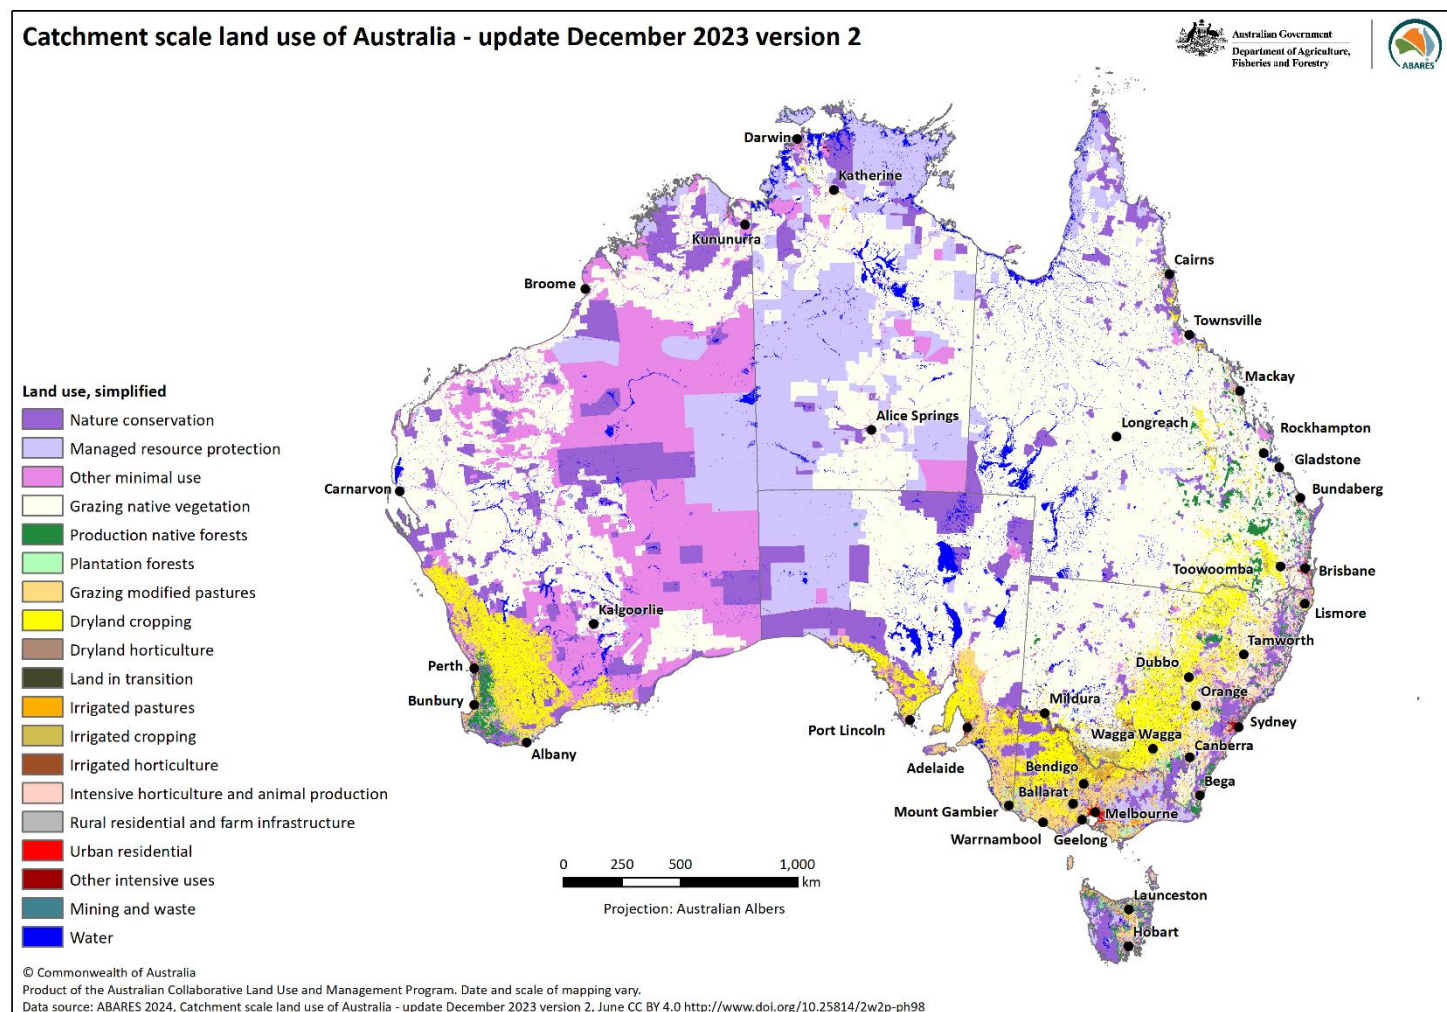 Catchment scale land use of Australia - update December 2023 version 2
Australian Government
Department of Agriculture,
Fisheries and Forestry
ABARES
Darwin
Katherine
Kununurra
Broome
Cairns
Townsville
Mackay
Alice Springs
Longreach
Rockhampton
Gladstone
Carnarvon
Bundaberg
Toowoomba
Brisbane
Lismore
Kalgoorlie
Tamworth
Perth
Dubbo
Orange
Bunbury
Mildura
Sydney
Port Lincoln
Wagga Wagga
Canberra
Albany
Adelaide
Bendigo
Bega
Ballarat
Mount Gambier
Melbourne
Warrnambool
Geelong
Launceston
Hobart
Land use, simplified
Nature conservation
Managed resource protection
Other minimal use
Grazing native vegetation
Production native forests
Plantation forests
Grazing modified pastures
Dryland cropping
Dryland horticulture
Land in transition
Irrigated pastures
Irrigated cropping
Irrigated horticulture
Intensive horticulture and animal production
Rural residential and farm infrastructure
Urban residential
Other intensive uses
Mining and waste
Water
0 250 500 1,000
km
Projection: Australian Albers
© Commonwealth of Australia
Product of the Australian Collaborative Land Use and Management Program. Date and scale of mapping vary.
Data source: ABARES 2024, Catchment scale land use of Australia - update December 2023 version 2, June CC BY 4.0 http://www.doi.org/10.25814/2w2p-ph98